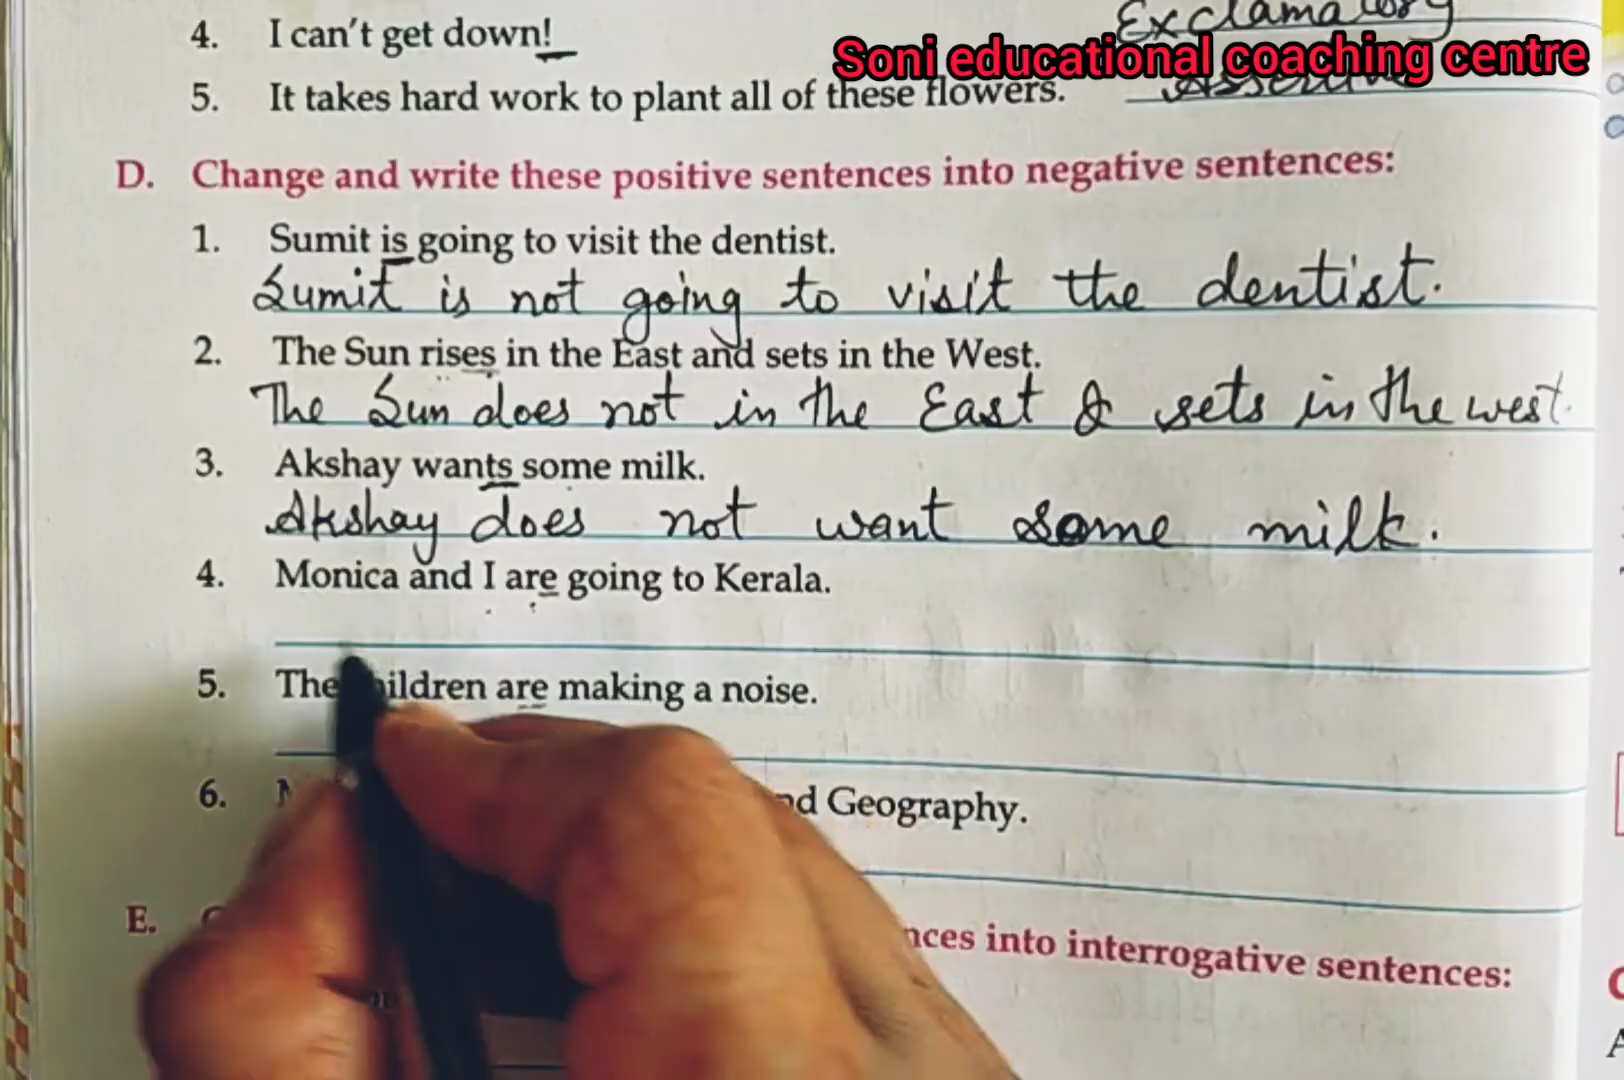 4. I can't get down! Exclamatory
Soni educational coaching centre
5. It takes hard work to plant all of these flowers.
D. Change and write these positive sentences into negative sentences:
1. Sumit is going to visit the dentist.
Sumit is not going to visit the dentist.
2. The Sun rises in the East and sets in the West.
The Sun does not in the East & sets in the west.
3. Akshay wants some milk.
Akshay does not want some milk.
4. Monica and I are going to Kerala.
5. The children are making a noise.
6. Geography.
E. into interrogative sentences: